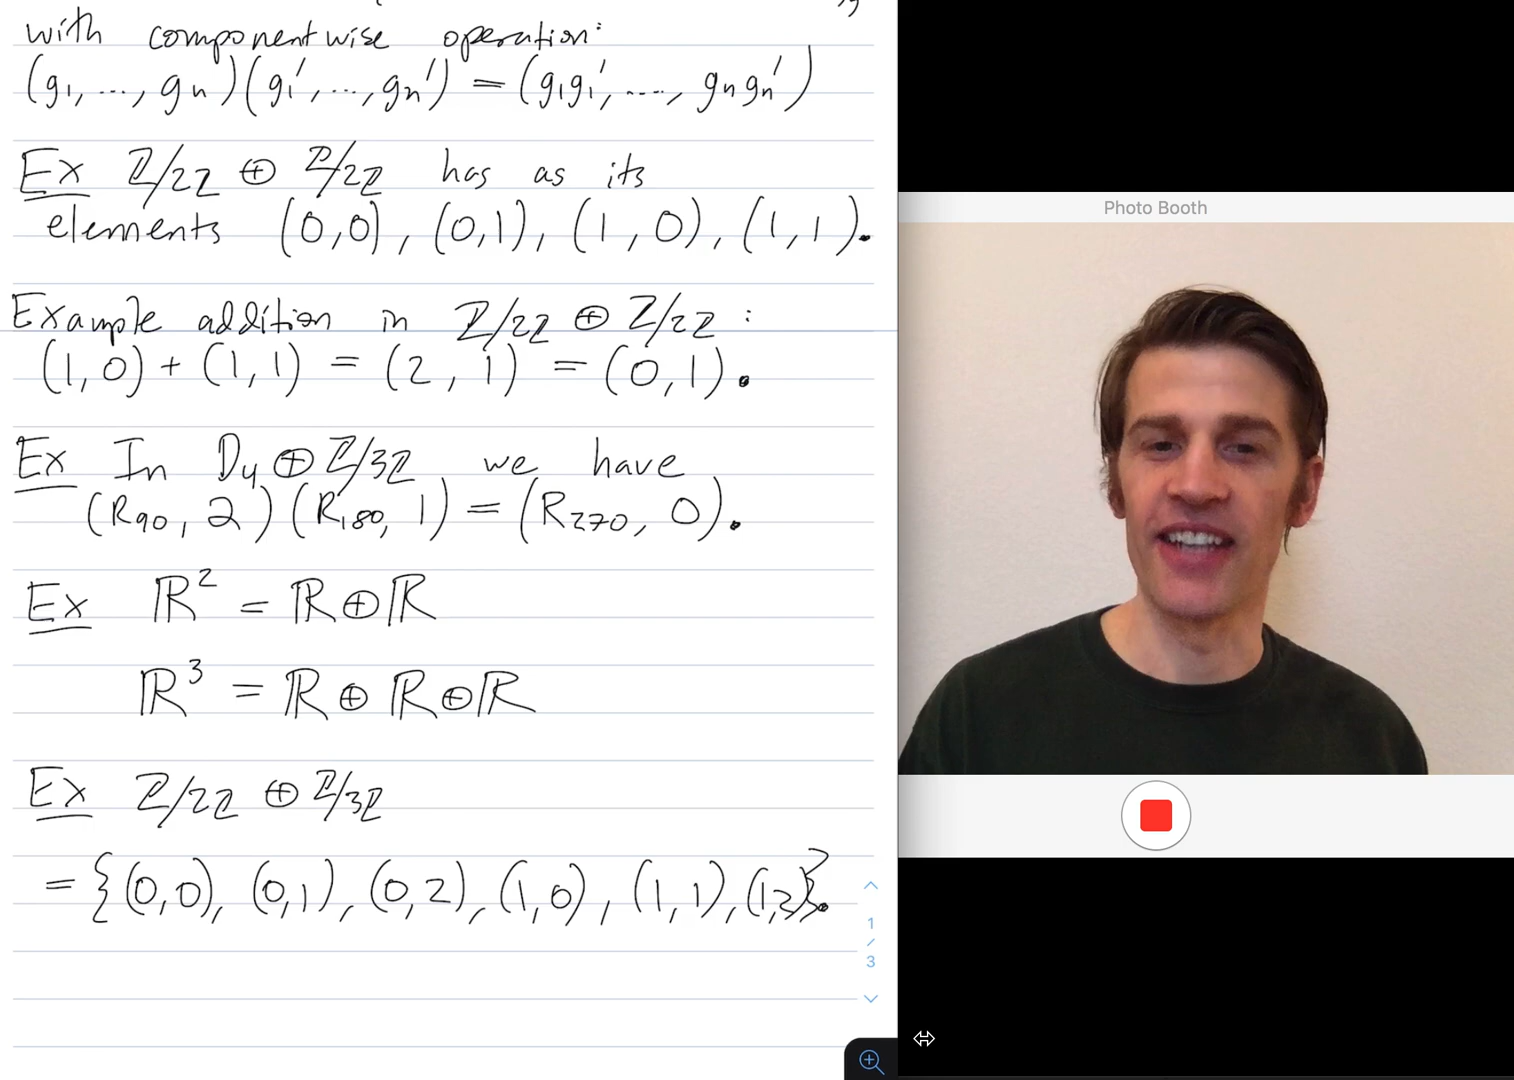 with componentwise operation:
(g₁, ..., gₙ)(g₁', ..., gₙ') = (g₁g₁', ...., gₙgₙ')
Ex ℤ/2ℤ ⊕ ℤ/2ℤ has as its
elements (0,0), (0,1), (1,0), (1,1).
Example addition in ℤ/2ℤ ⊕ ℤ/2ℤ:
(1,0) + (1,1) = (2,1) = (0,1).
Ex In D₄ ⊕ ℤ/3ℤ we have
(R₉₀, 2)(R₁₈₀, 1) = (R₂₇₀, 0).
Ex ℝ² = ℝ ⊕ ℝ
ℝ³ = ℝ ⊕ ℝ ⊕ ℝ
Ex ℤ/2ℤ ⊕ ℤ/3ℤ
= {(0,0), (0,1), (0,2), (1,0), (1,1), (1,2)}.
1
/
3
Photo Booth